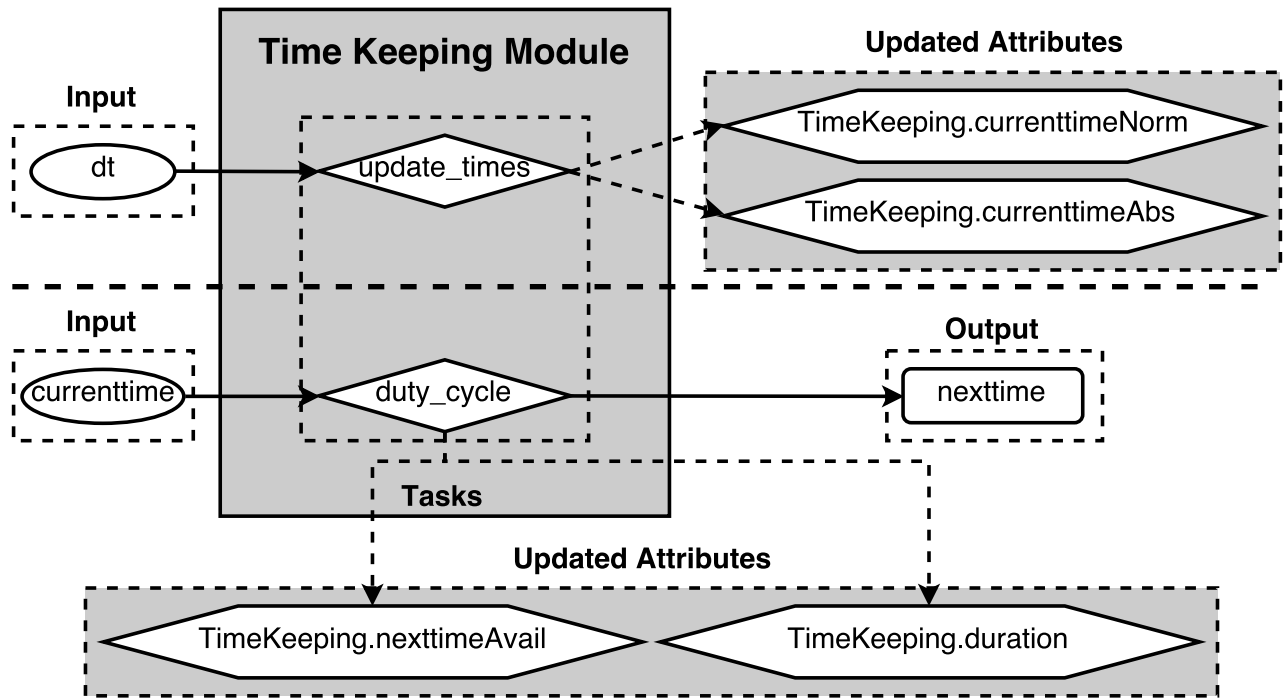 Time Keeping Module
Updated Attributes
Input
TimeKeeping.currenttimeNorm
dt
update_times
TimeKeeping.currenttimeAbs
Input
Output
currenttime
duty_cycle
nexttime
Tasks
Updated Attributes
TimeKeeping.nexttimeAvail
TimeKeeping.duration